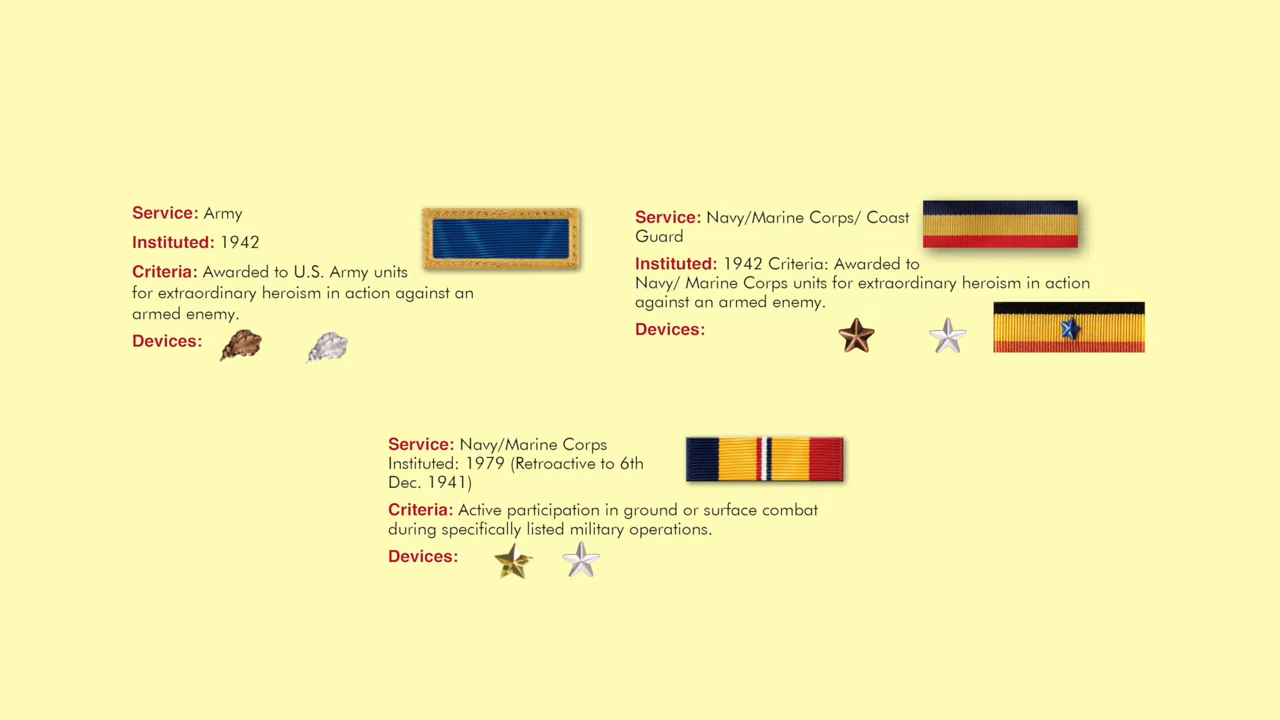 Service: Army
Instituted: 1942
Criteria: Awarded to U.S. Army units
for extraordinary heroism in action against an
armed enemy.
Devices:
Service: Navy/Marine Corps/ Coast
Guard
Instituted: 1942 Criteria: Awarded to
Navy/ Marine Corps units for extraordinary heroism in action
against an armed enemy.
Devices:
Service: Navy/Marine Corps
Instituted: 1979 (Retroactive to 6th
Dec. 1941)
Criteria: Active participation in ground or surface combat
during specifically listed military operations.
Devices: